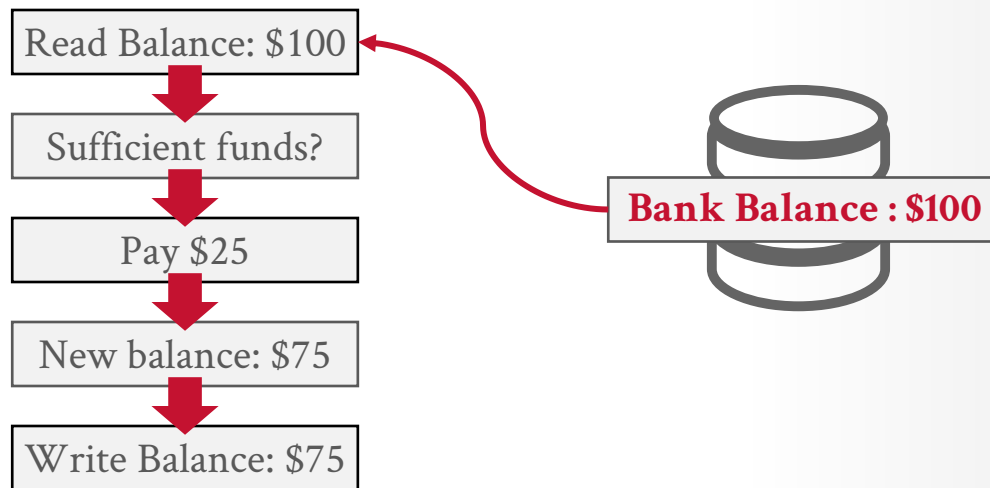 Read Balance: $100
Sufficient funds?
Pay $25
New balance: $75
Write Balance: $75
Bank Balance : $100